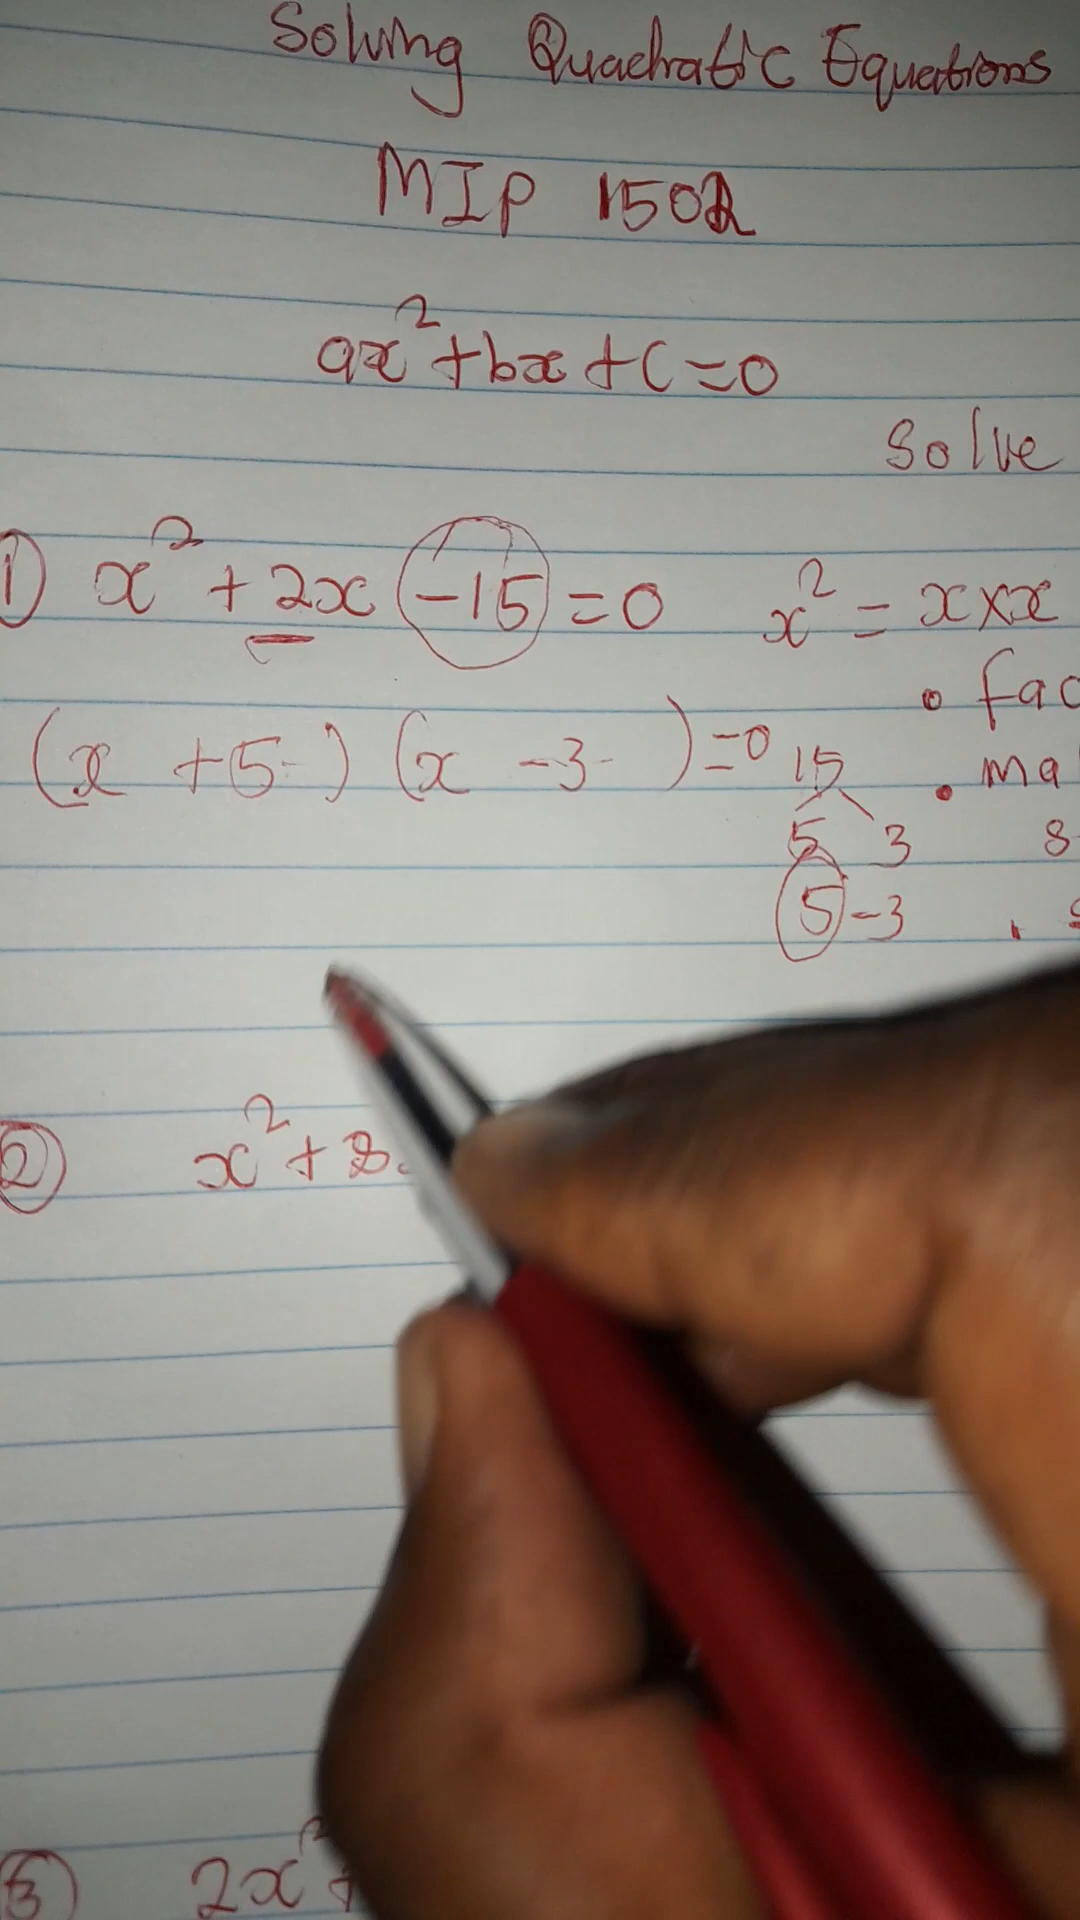 Solving Quadratic Equations
MIP 1502
ax² + bx + c = 0
Solve
① x² + 2x - 15 = 0 x² = x × x
• fac
(x + 5) (x - 3) = 0 15 • ma
5 3 8
5 - 3
② x² + 8
③ 2x² +